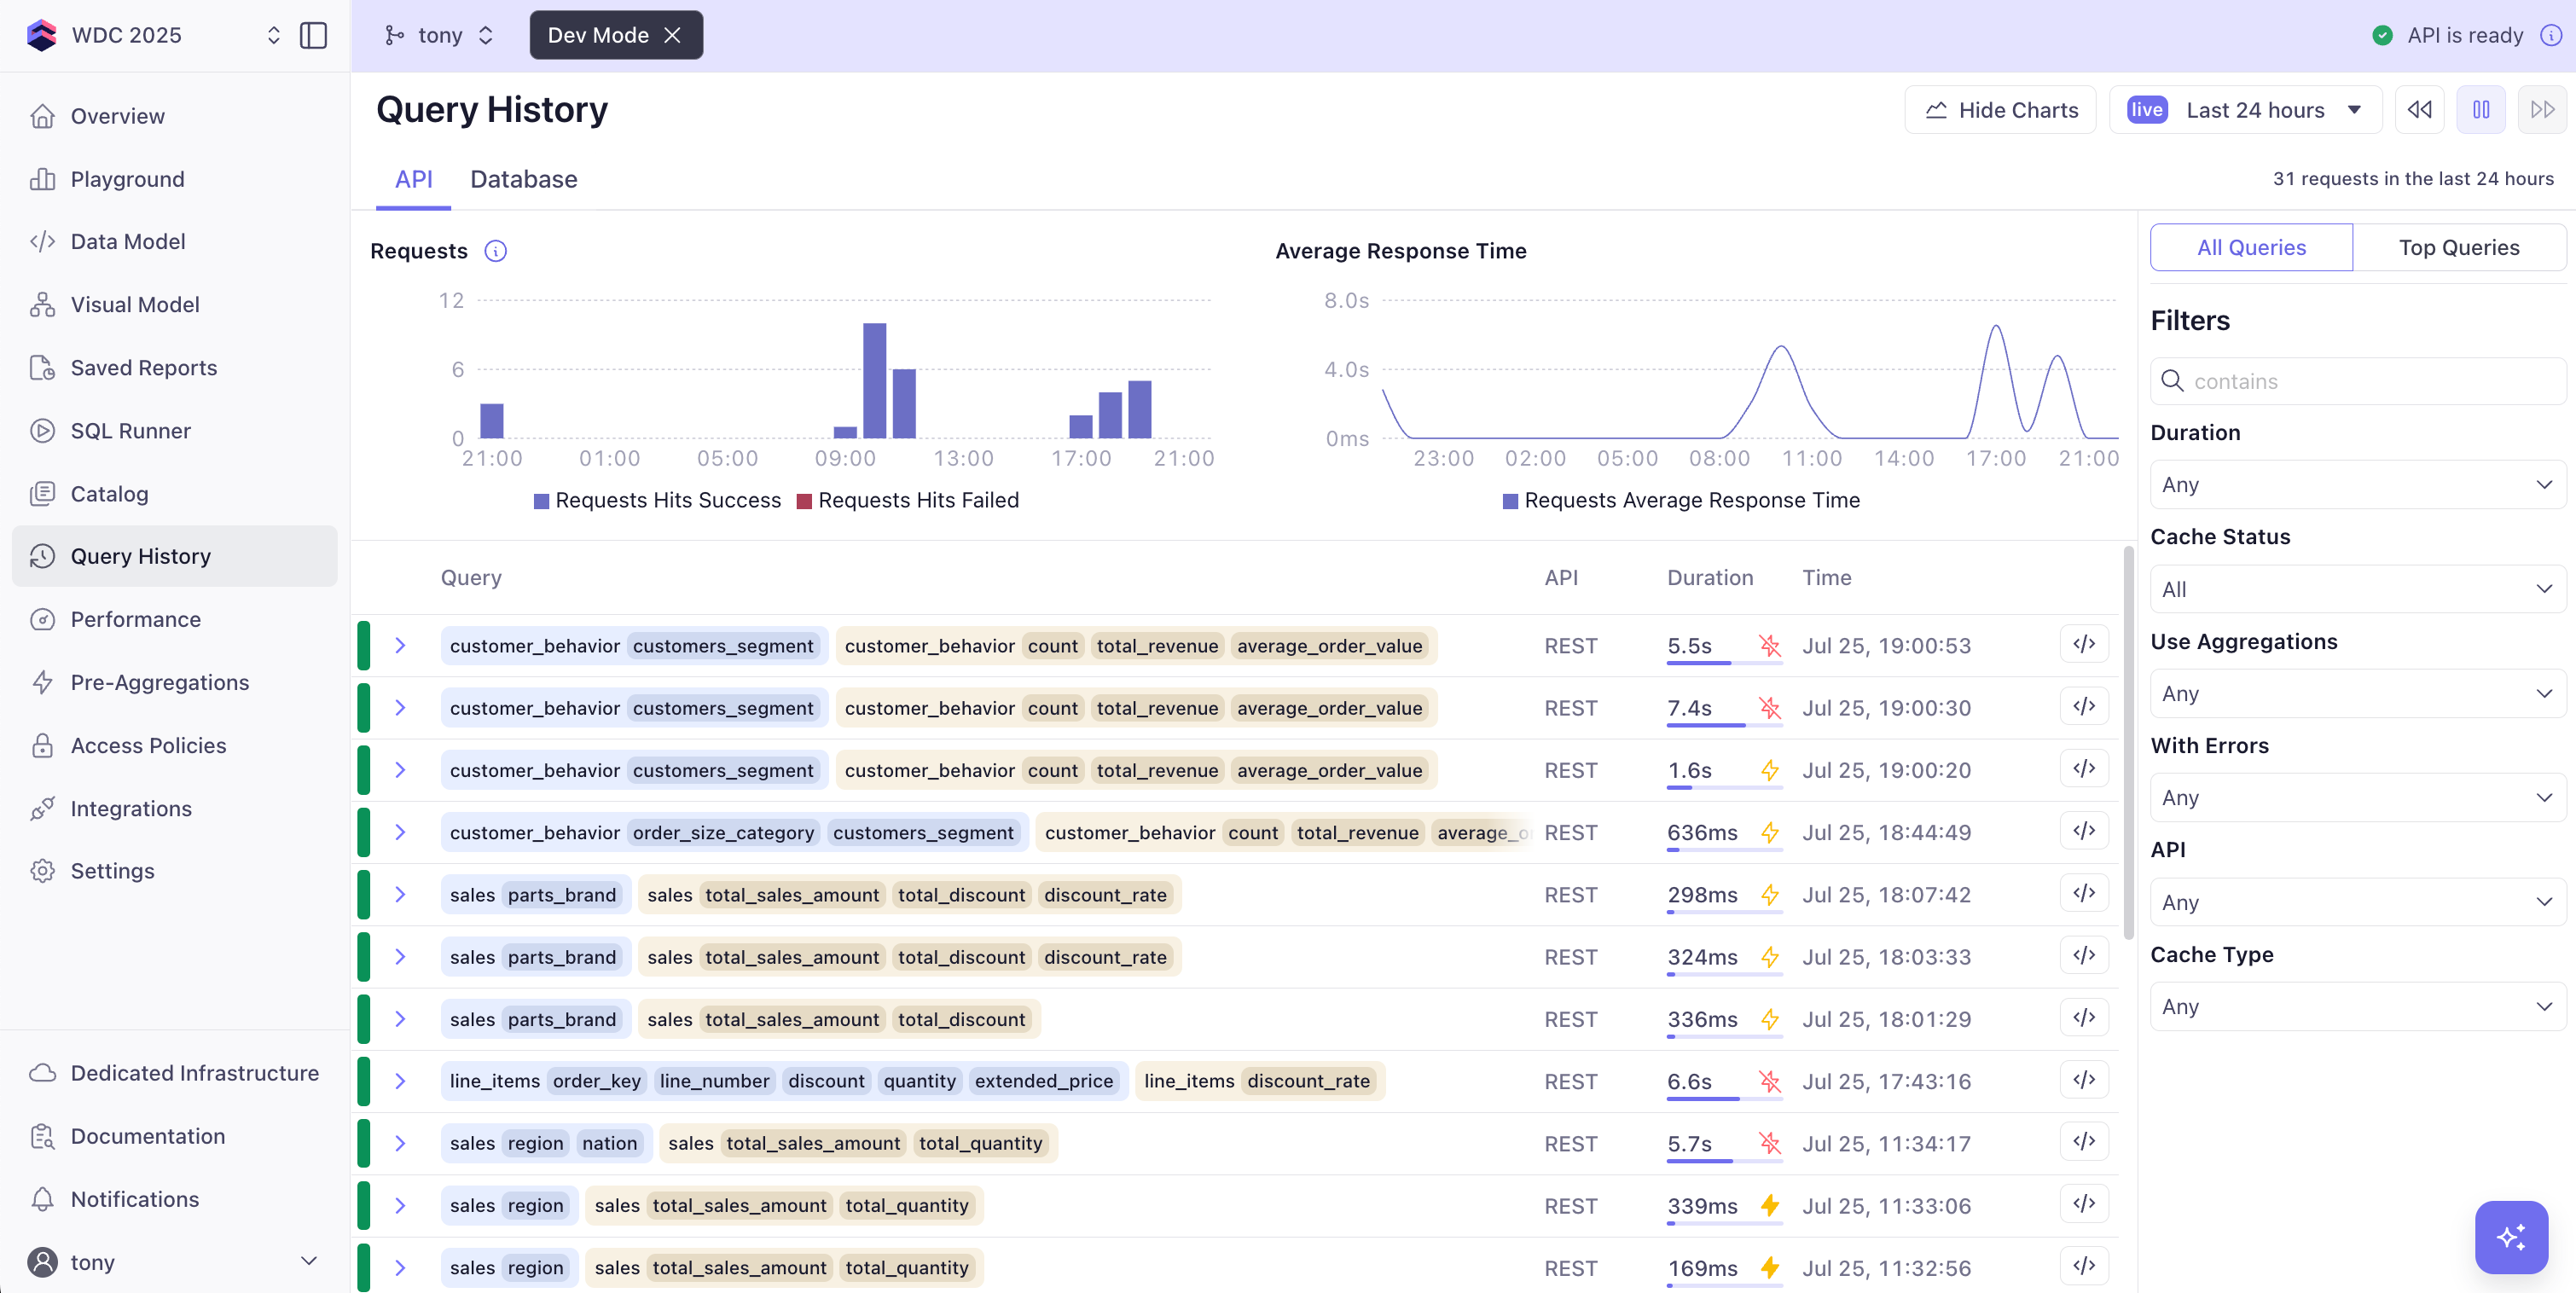 WDC 2025
tony
Dev Mode
API is ready
Overview
Playground
Data Model
Visual Model
Saved Reports
SQL Runner
Catalog
Query History
Performance
Pre-Aggregations
Access Policies
Integrations
Settings
Dedicated Infrastructure
Documentation
Notifications
tony
Query History
Hide Charts
live Last 24 hours
API Database
31 requests in the last 24 hours
Requests
12
6
0
21:00 01:00 05:00 09:00 13:00 17:00 21:00
Requests Hits Success Requests Hits Failed
Average Response Time
8.0s
4.0s
0ms
23:00 02:00 05:00 08:00 11:00 14:00 17:00 21:00
Requests Average Response Time
Query API Duration Time
customer_behavior customers_segment customer_behavior count total_revenue average_order_value REST 5.5s Jul 25, 19:00:53 </>
customer_behavior customers_segment customer_behavior count total_revenue average_order_value REST 7.4s Jul 25, 19:00:30 </>
customer_behavior customers_segment customer_behavior count total_revenue average_order_value REST 1.6s Jul 25, 19:00:20 </>
customer_behavior order_size_category customers_segment customer_behavior count total_revenue average_o REST 636ms Jul 25, 18:44:49 </>
sales parts_brand sales total_sales_amount total_discount discount_rate REST 298ms Jul 25, 18:07:42 </>
sales parts_brand sales total_sales_amount total_discount discount_rate REST 324ms Jul 25, 18:03:33 </>
sales parts_brand sales total_sales_amount total_discount REST 336ms Jul 25, 18:01:29 </>
line_items order_key line_number discount quantity extended_price line_items discount_rate REST 6.6s Jul 25, 17:43:16 </>
sales region nation sales total_sales_amount total_quantity REST 5.7s Jul 25, 11:34:17 </>
sales region sales total_sales_amount total_quantity REST 339ms Jul 25, 11:33:06 </>
sales region sales total_sales_amount total_quantity REST 169ms Jul 25, 11:32:56 </>
All Queries Top Queries
Filters
contains
Duration
Any
Cache Status
All
Use Aggregations
Any
With Errors
Any
API
Any
Cache Type
Any